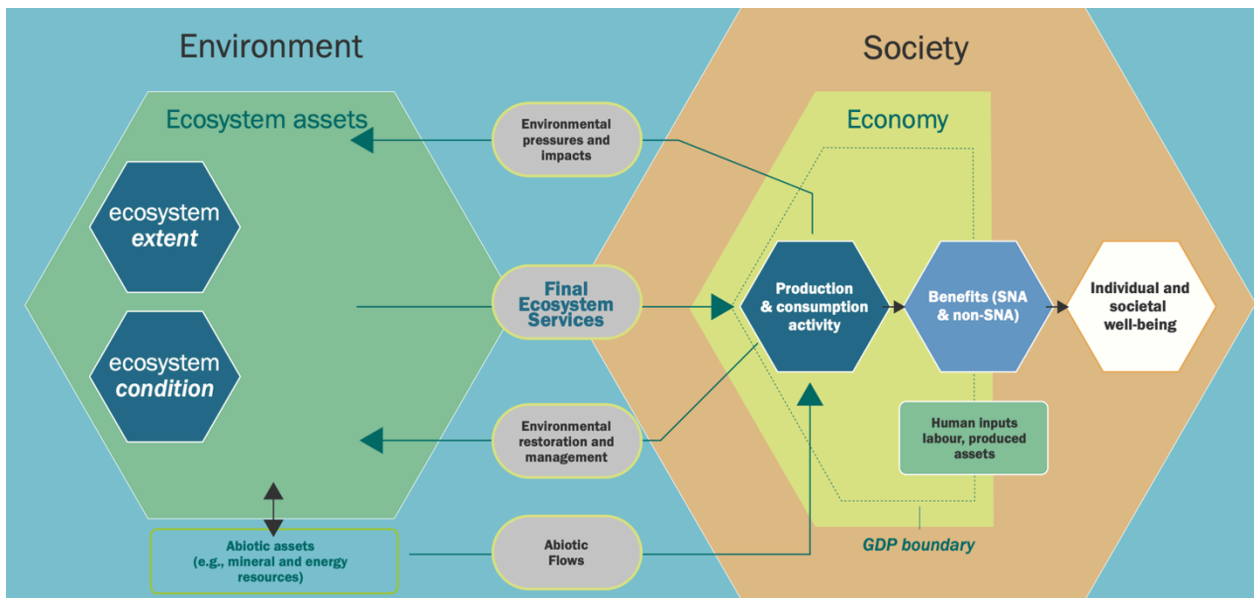 Environment
Society
Ecosystem assets
Economy
Environmental
pressures and
impacts
ecosystem
extent
Final
Ecosystem
Services
Production
& consumption
activity
Benefits (SNA
& non-SNA)
Individual and
societal
well-being
ecosystem
condition
Environmental
restoration and
management
Human inputs
labour, produced
assets
Abiotic assets
(e.g., mineral and energy
resources)
Abiotic
Flows
GDP boundary